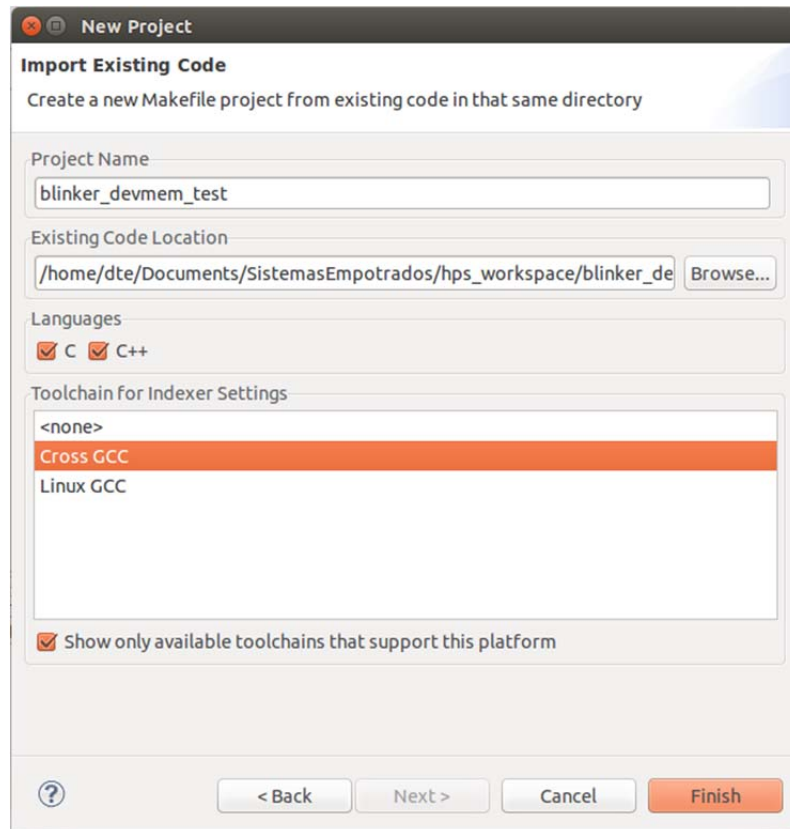 New Project
Import Existing Code
Create a new Makefile project from existing code in that same directory
Project Name
blinker_devmem_test
Existing Code Location
/home/dte/Documents/SistemasEmpotrados/hps_workspace/blinker_de Browse...
Languages
C C++
Toolchain for Indexer Settings
<none>
Cross GCC
Linux GCC
Show only available toolchains that support this platform
? < Back Next > Cancel Finish